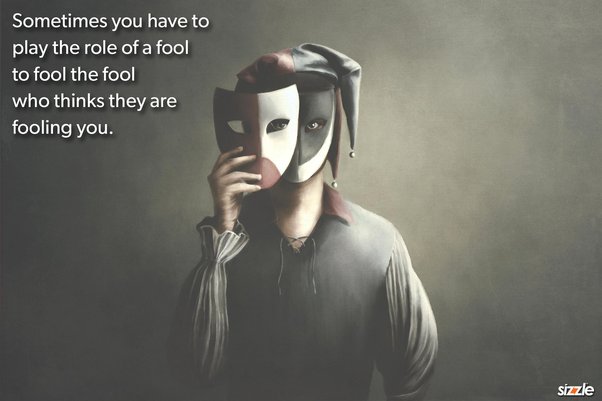 Sometimes you have to
play the role of a fool
to fool the fool
who thinks they are
fooling you.
sizzle